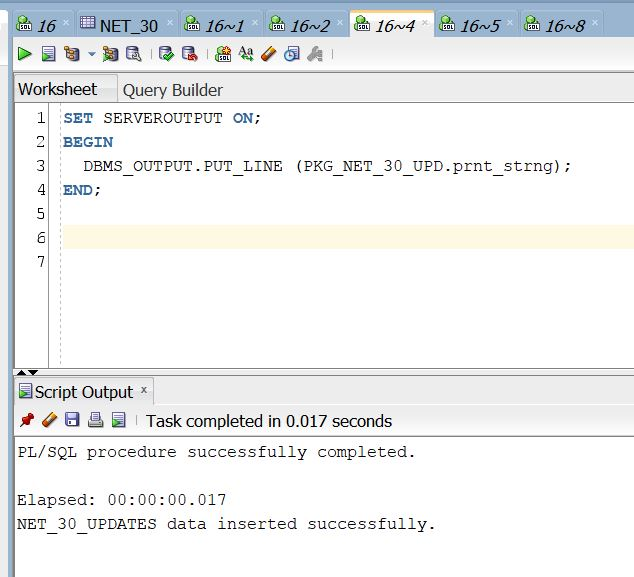 16 NET_30 16~1 16~2 16~4 16~5 16~8
Worksheet Query Builder
1 SET SERVEROUTPUT ON;
2 BEGIN
3 DBMS_OUTPUT.PUT_LINE (PKG_NET_30_UPD.prnt_strng);
4 END;
5
6
7
Script Output
Task completed in 0.017 seconds
PL/SQL procedure successfully completed.
Elapsed: 00:00:00.017
NET_30_UPDATES data inserted successfully.